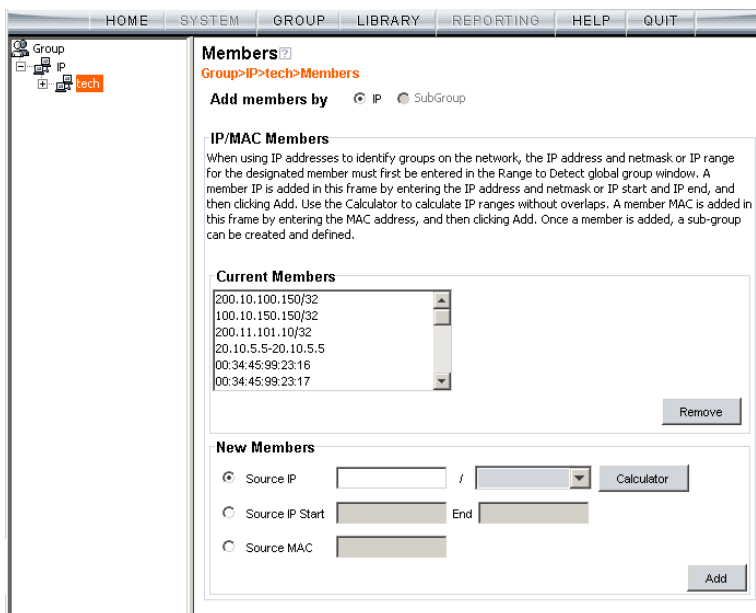 HOME SYSTEM GROUP LIBRARY REPORTING HELP QUIT
Group
IP
tech
Members?
Group>IP>tech>Members
Add members by IP SubGroup
IP/MAC Members
When using IP addresses to identify groups on the network, the IP address and netmask or IP range
for the designated member must first be entered in the Range to Detect global group window. A
member IP is added in this frame by entering the IP address and netmask or IP start and IP end, and
then clicking Add. Use the Calculator to calculate IP ranges without overlaps. A member MAC is added in
this frame by entering the MAC address, and then clicking Add. Once a member is added, a sub-group
can be created and defined.
Current Members
200.10.100.150/32
100.10.150.150/32
200.11.101.10/32
20.10.5.5-20.10.5.5
00:34:45:99:23:16
00:34:45:99:23:17
Remove
New Members
Source IP / Calculator
Source IP Start End
Source MAC
Add